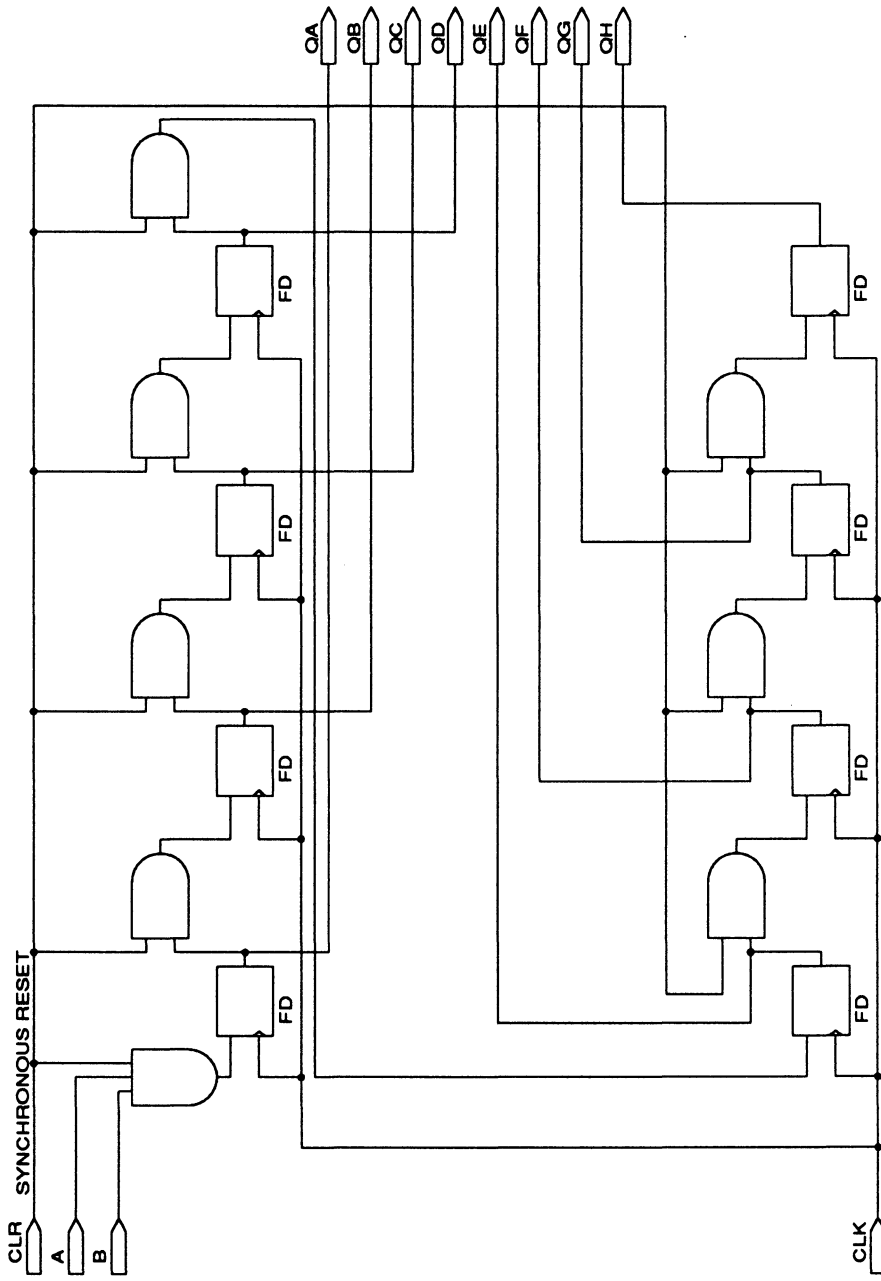 CLR
SYNCHRONOUS RESET
A
B
FD
FD
FD
FD
QA
QB
QC
QD
QE
QF
QG
QH
FD
FD
FD
FD
CLK